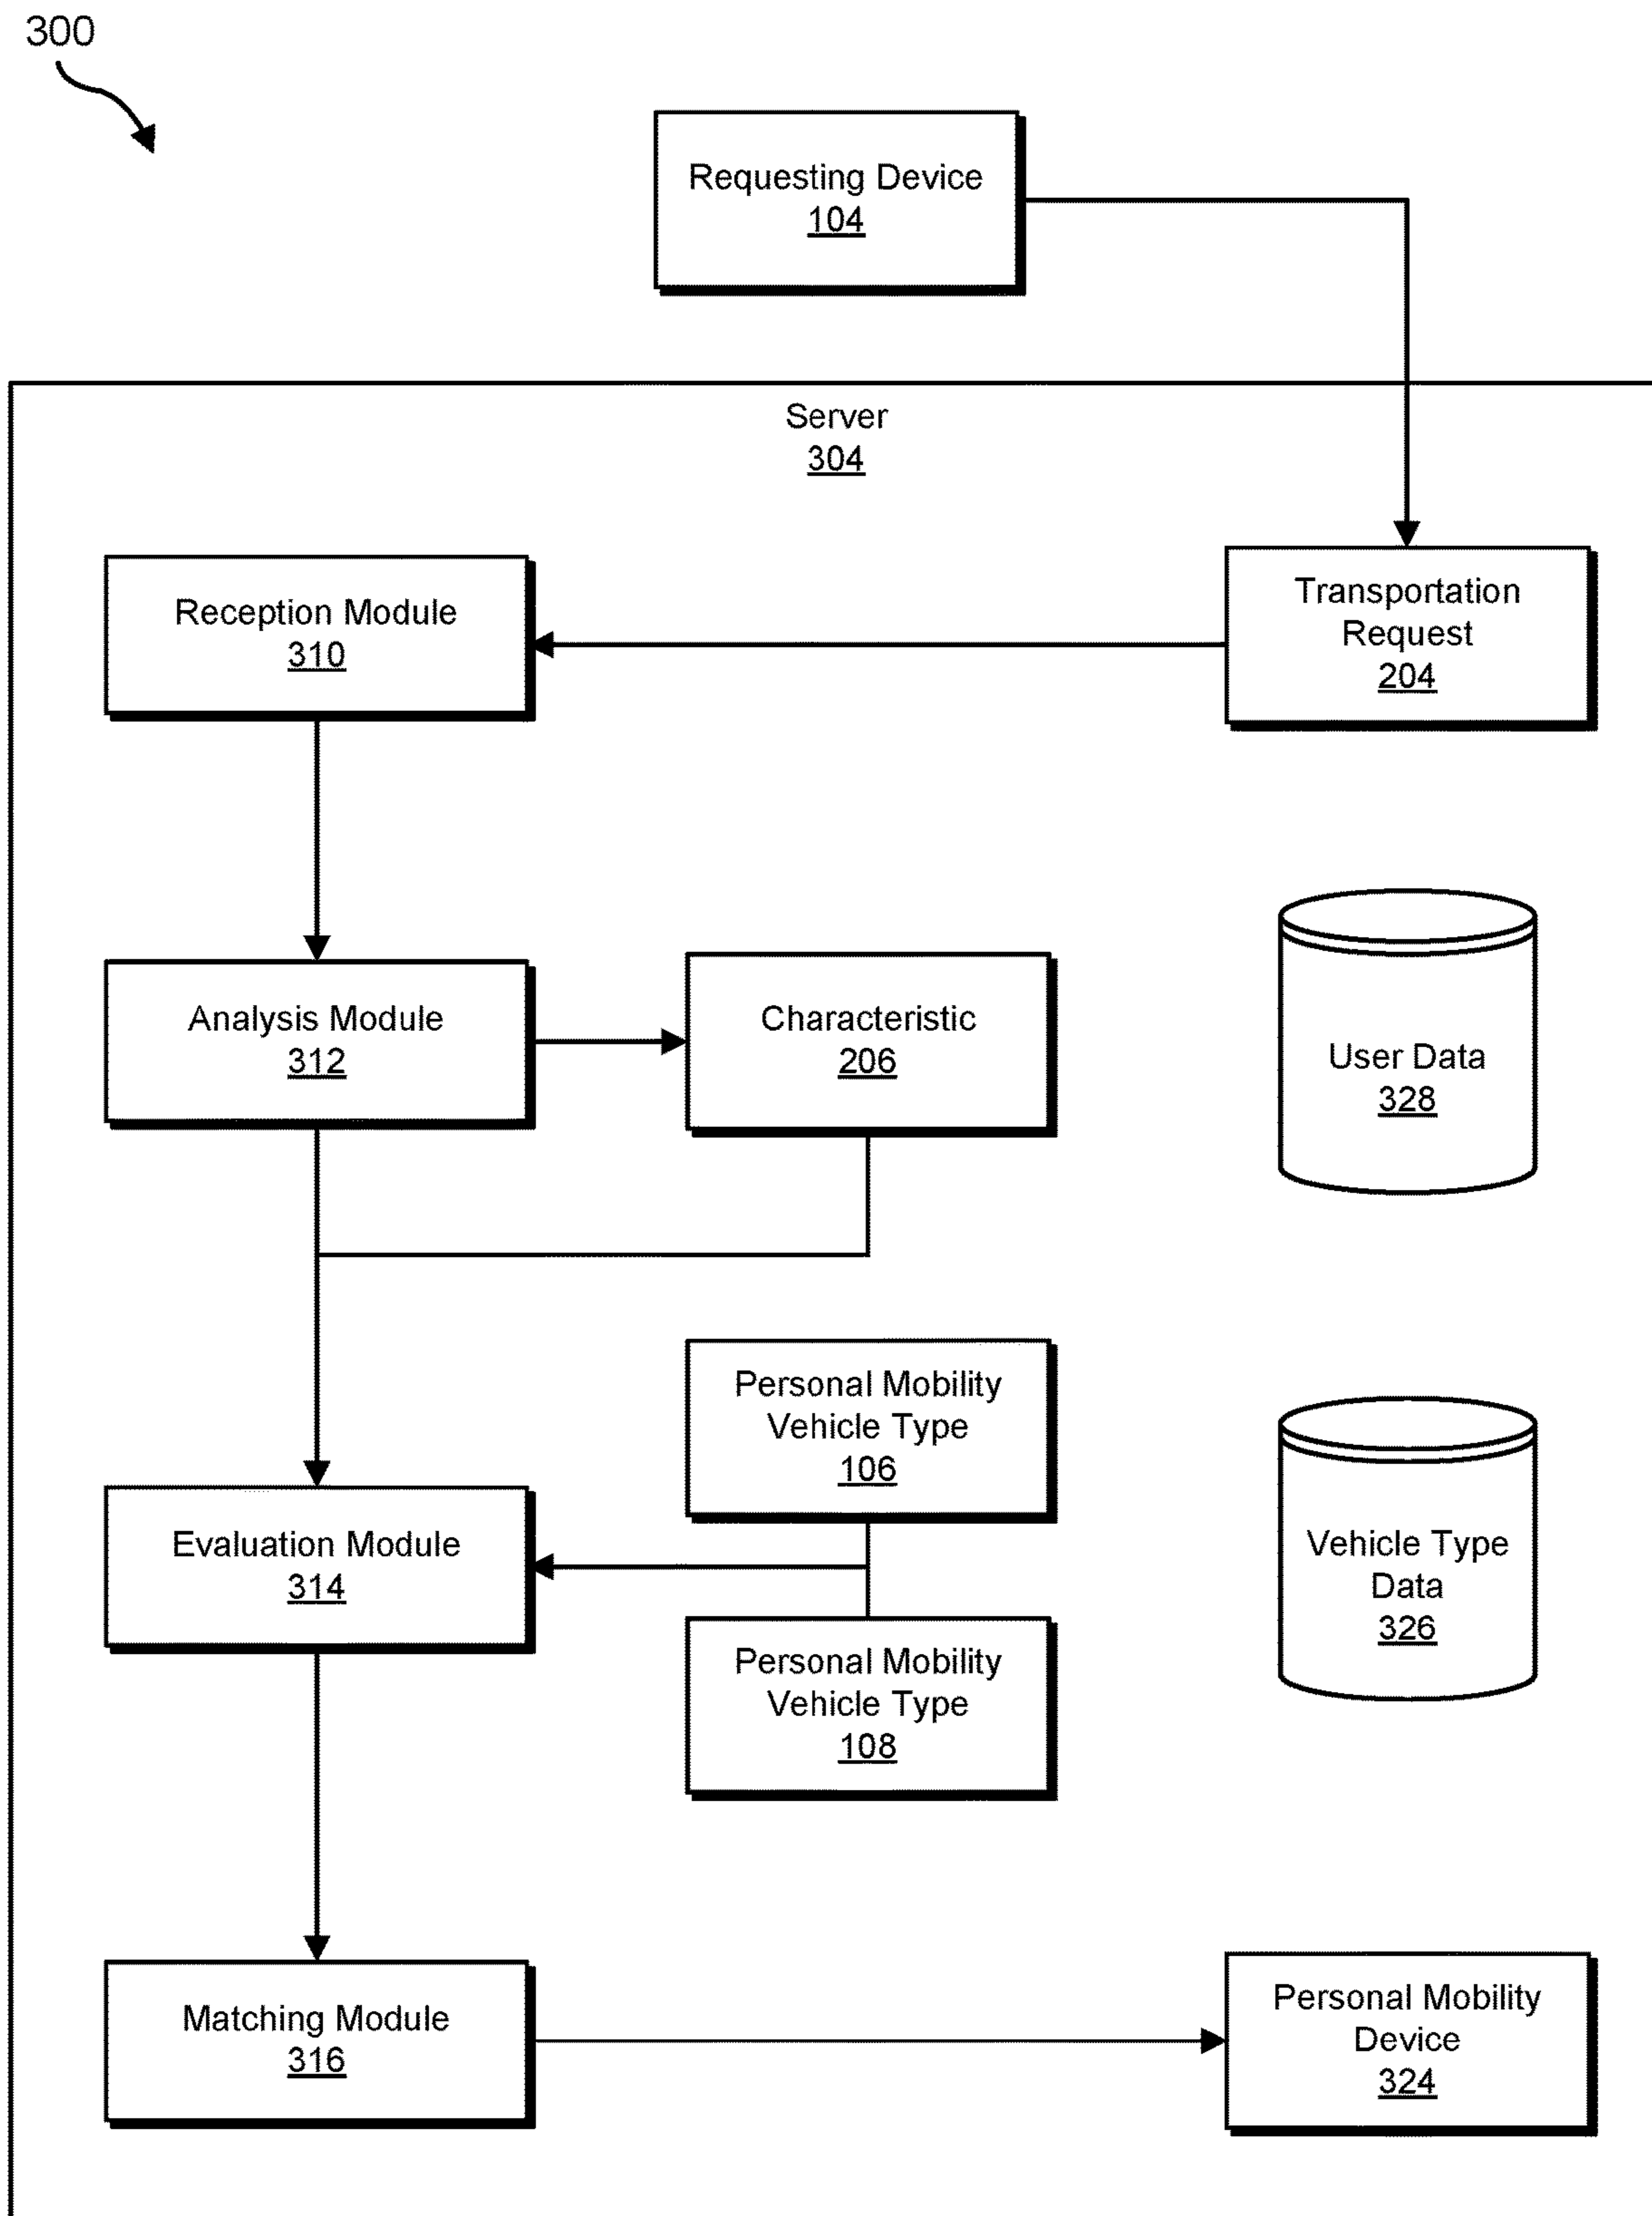 300
Requesting Device
104
Server
304
Reception Module
310
Transportation
Request
204
Analysis Module
312
Characteristic
206
User Data
328
Personal Mobility
Vehicle Type
106
Evaluation Module
314
Vehicle Type
Data
326
Personal Mobility
Vehicle Type
108
Matching Module
316
Personal Mobility
Device
324